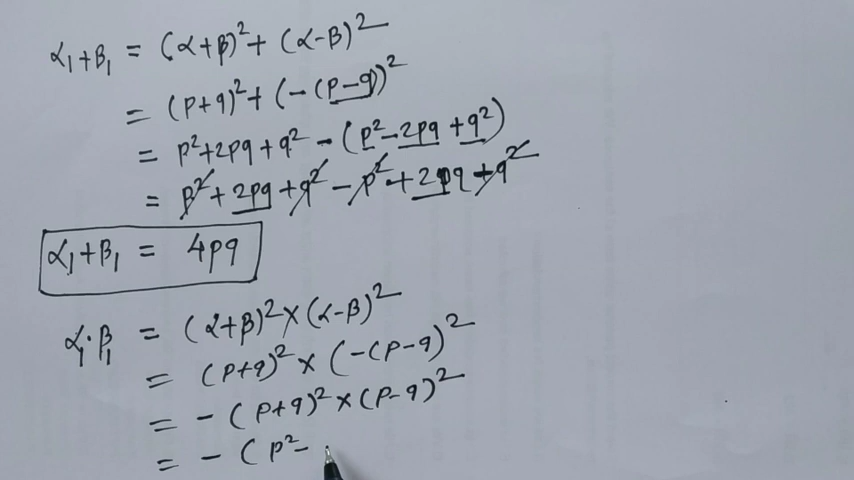 α₁+β₁ = (α+β)² + (α-β)²
= (p+q)² + (-(p-q))²
= p²+2pq+q² - (p²-2pq+q²)
= p²+2pq+q²-p²+2pq+q²
α₁+β₁ = 4pq
α₁·β₁ = (α+β)²×(α-β)²
= (p+q)² × (-(p-q)²
= -(p+q)²×(p-q)²
= -(p²-